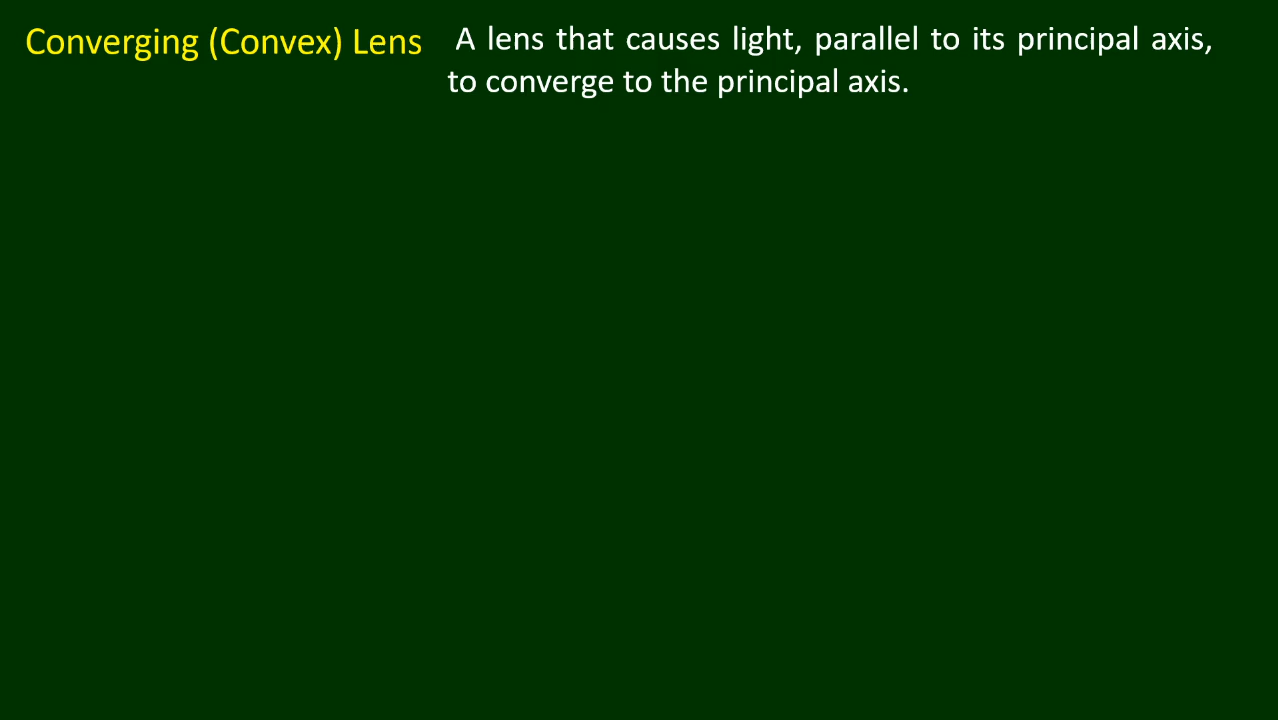 Converging (Convex) Lens
A lens that causes light, parallel to its principal axis,
to converge to the principal axis.